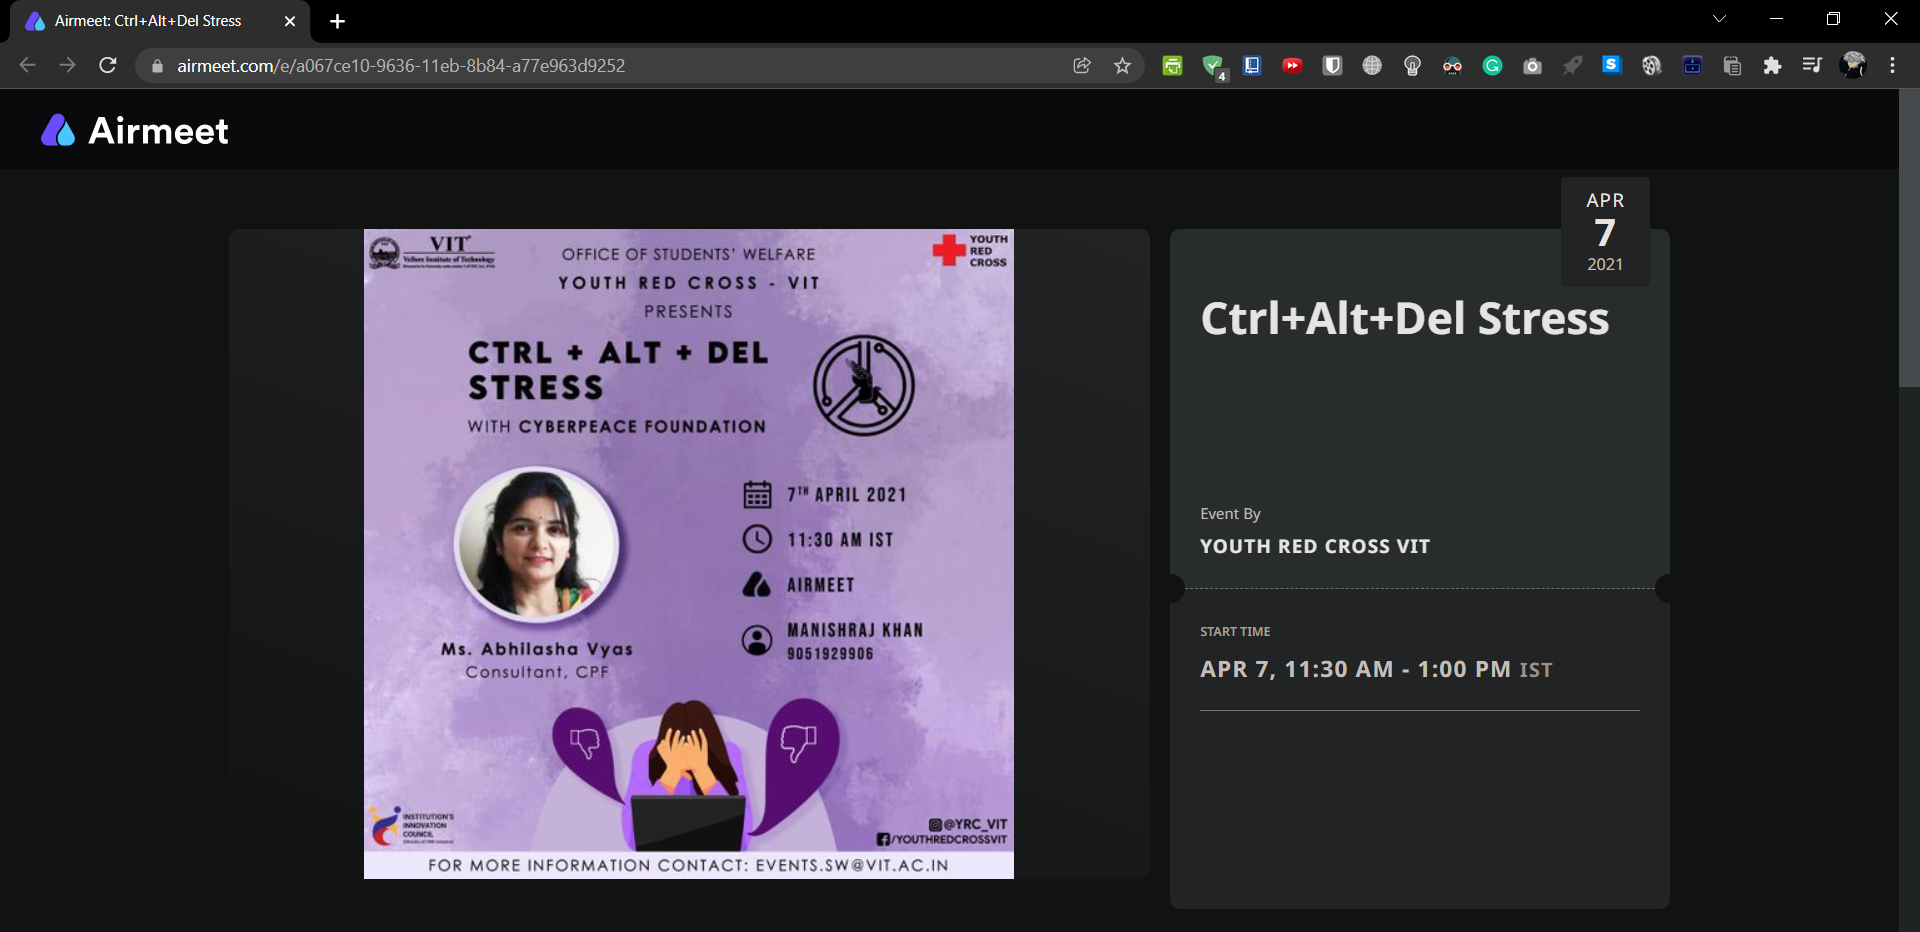 Airmeet: Ctrl+Alt+Del Stress
airmeet.com/e/a067ce10-9636-11eb-8b84-a77e963d9252
4
Airmeet
VIT
Vellore Institute of Technology
OFFICE OF STUDENTS' WELFARE
YOUTH RED CROSS - VIT
PRESENTS
YOUTH
RED
CROSS
CTRL + ALT + DEL
STRESS
WITH CYBERPEACE FOUNDATION
7TH APRIL 2021
11:30 AM IST
AIRMEET
MANISHRAJ KHAN
9051929906
Ms. Abhilasha Vyas
Consultant, CPF
INSTITUTION'S
INNOVATION
COUNCIL
@YRC_VIT
/YOUTHREDCROSSVIT
FOR MORE INFORMATION CONTACT: EVENTS.SW@VIT.AC.IN
APR
7
2021
Ctrl+Alt+Del Stress
Event By
YOUTH RED CROSS VIT
START TIME
APR 7, 11:30 AM - 1:00 PM IST